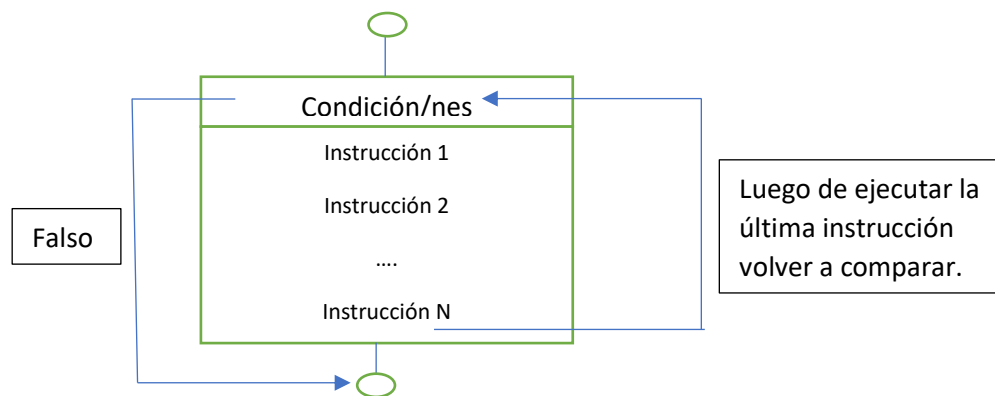 Condición/nes
Instrucción 1
Instrucción 2
....
Instrucción N
Falso
Luego de ejecutar la
última instrucción
volver a comparar.